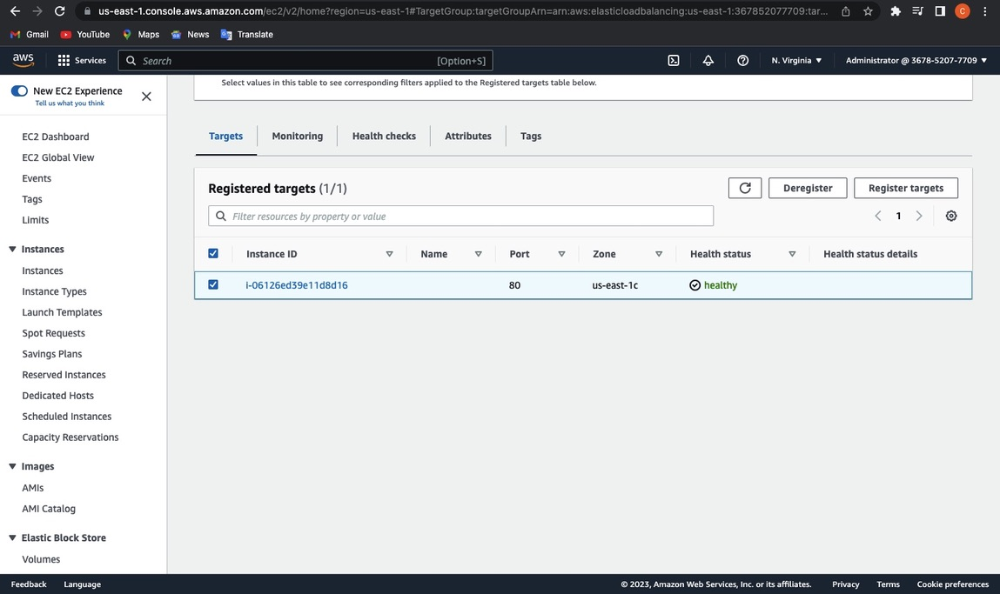 us-east-1.console.aws.amazon.com/ec2/v2/home?region=us-east-1#TargetGroup:targetGroupArn=arn:aws:elasticloadbalancing:us-east-1:367852077709:tar...
C
Gmail YouTube Maps News Translate
aws Services Search [Option+S] N. Virginia Administrator @ 3678-5207-7709
New EC2 Experience
Tell us what you think
EC2 Dashboard
EC2 Global View
Events
Tags
Limits
Instances
Instances
Instance Types
Launch Templates
Spot Requests
Savings Plans
Reserved Instances
Dedicated Hosts
Scheduled Instances
Capacity Reservations
Images
AMIs
AMI Catalog
Elastic Block Store
Volumes
Select values in this table to see corresponding filters applied to the Registered targets table below.
Targets Monitoring Health checks Attributes Tags
Registered targets (1/1) Deregister Register targets
Filter resources by property or value 1
Instance ID Name Port Zone Health status Health status details
i-06126ed39e11d8d16 80 us-east-1c healthy
Feedback Language © 2023, Amazon Web Services, Inc. or its affiliates. Privacy Terms Cookie preferences